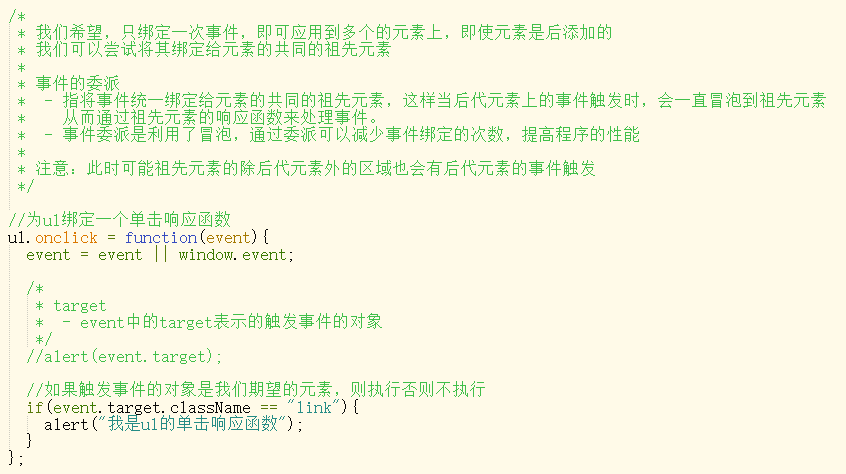 /*
 * 我们希望，只绑定一次事件，即可应用到多个的元素上，即使元素是后添加的
 * 我们可以尝试将其绑定给元素的共同的祖先元素
 *
 * 事件的委派
 *  - 指将事件统一绑定给元素的共同的祖先元素，这样当后代元素上的事件触发时，会一直冒泡到祖先元素
 *    从而通过祖先元素的响应函数来处理事件。
 *  - 事件委派是利用了冒泡，通过委派可以减少事件绑定的次数，提高程序的性能
 *
 * 注意：此时可能祖先元素的除后代元素外的区域也会有后代元素的事件触发
 */
//为ul绑定一个单击响应函数
ul.onclick = function(event){
  event = event || window.event;
  /*
   * target
   *  - event中的target表示的触发事件的对象
   */
  //alert(event.target);
  //如果触发事件的对象是我们期望的元素，则执行否则不执行
  if(event.target.className == "link"){
    alert("我是ul的单击响应函数");
  }
};